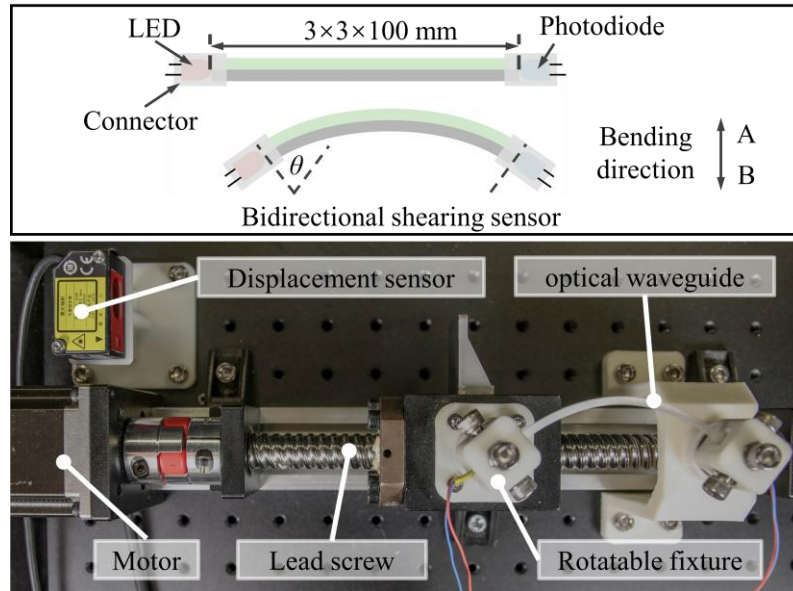 LED
3×3×100 mm
Photodiode
Connector
θ
Bending
direction
A
B
Bidirectional shearing sensor
Displacement sensor
optical waveguide
Motor
Lead screw
Rotatable fixture